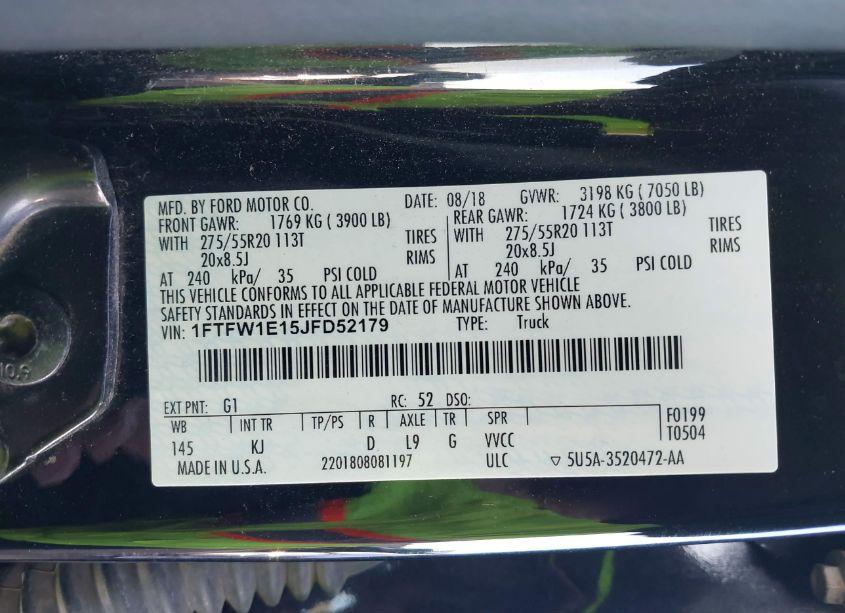 MFD. BY FORD MOTOR CO. DATE: 08/18 GVWR: 3198 KG ( 7050 LB)
FRONT GAWR: 1769 KG ( 3900 LB) REAR GAWR: 1724 KG ( 3800 LB)
WITH 275/55R20 113T TIRES WITH 275/55R20 113T TIRES
20x8.5J RIMS 20x8.5J RIMS
AT 240 kPa/ 35 PSI COLD AT 240 kPa/ 35 PSI COLD
THIS VEHICLE CONFORMS TO ALL APPLICABLE FEDERAL MOTOR VEHICLE
SAFETY STANDARDS IN EFFECT ON THE DATE OF MANUFACTURE SHOWN ABOVE.
VIN: 1FTFW1E15JFD52179 TYPE: Truck
EXT PNT: G1 RC: 52 DSO:
WB INT TR TP/PS R AXLE TR SPR F0199
145 KJ D L9 G VVCC T0504
MADE IN U.S.A. 2201808081197 ULC ▽ 5U5A-3520472-AA
10.9